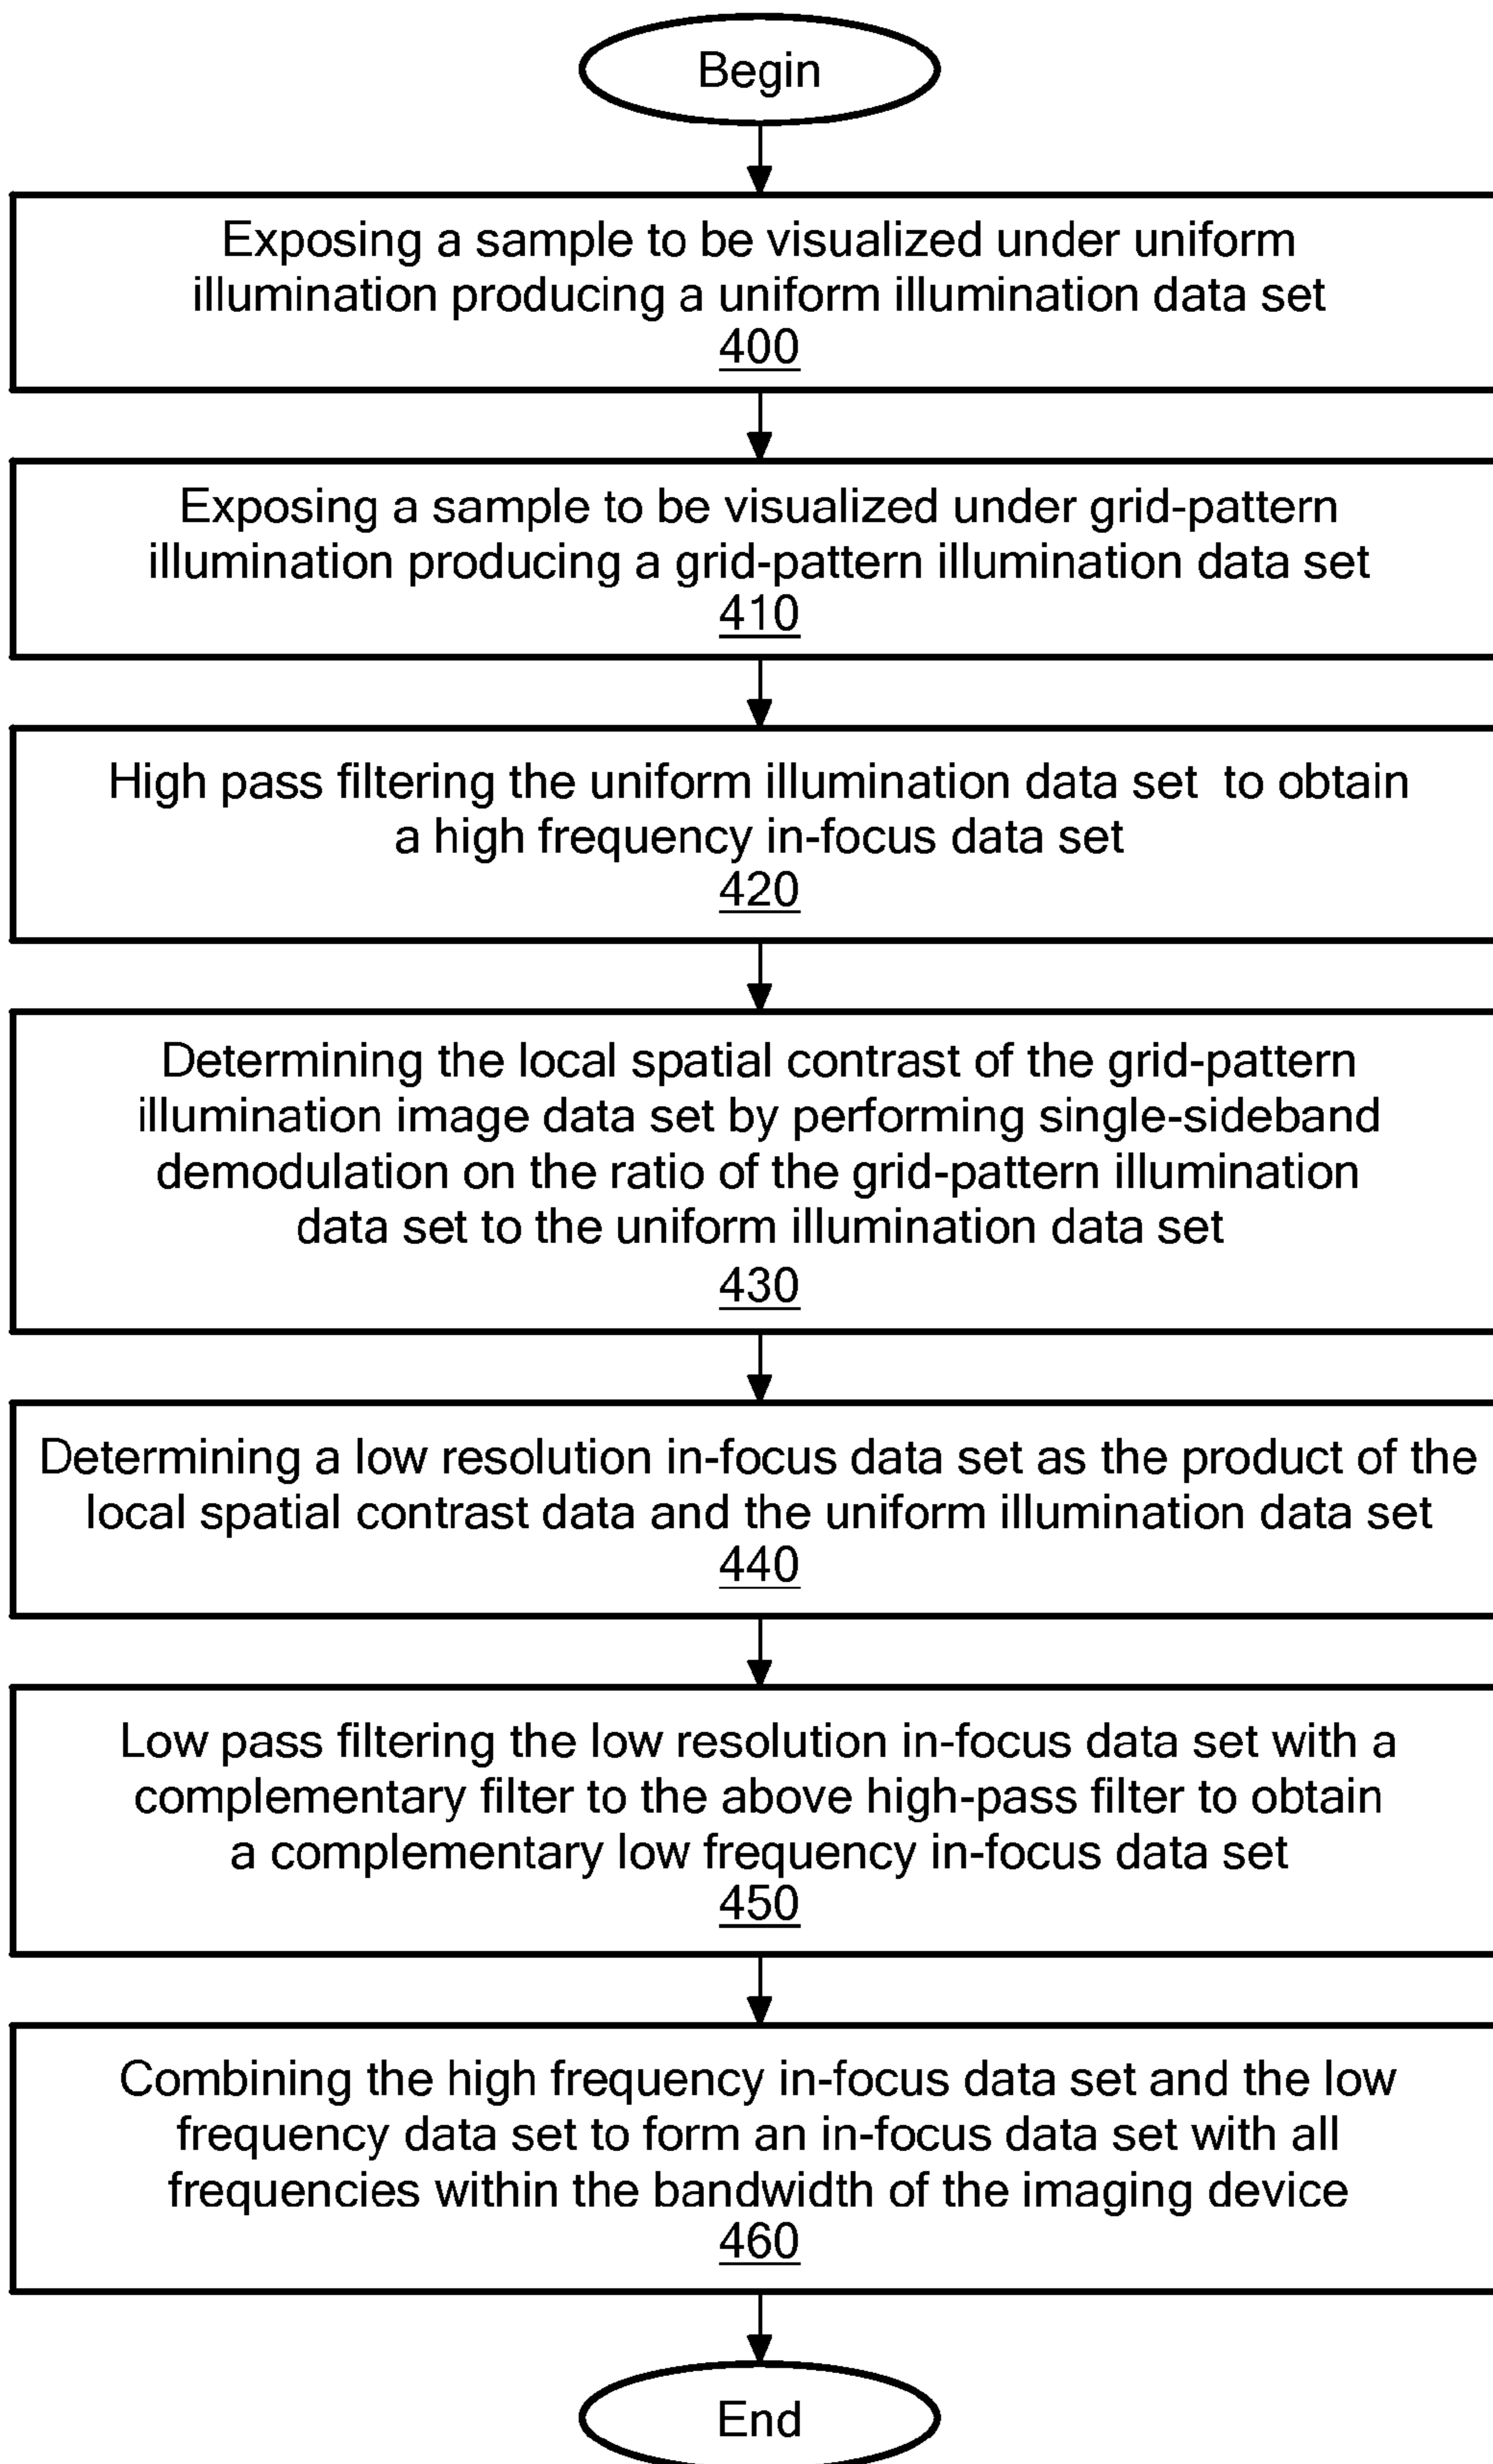 Begin
Exposing a sample to be visualized under uniform
illumination producing a uniform illumination data set
400
Exposing a sample to be visualized under grid-pattern
illumination producing a grid-pattern illumination data set
410
High pass filtering the uniform illumination data set to obtain
a high frequency in-focus data set
420
Determining the local spatial contrast of the grid-pattern
illumination image data set by performing single-sideband
demodulation on the ratio of the grid-pattern illumination
data set to the uniform illumination data set
430
Determining a low resolution in-focus data set as the product of the
local spatial contrast data and the uniform illumination data set
440
Low pass filtering the low resolution in-focus data set with a
complementary filter to the above high-pass filter to obtain
a complementary low frequency in-focus data set
450
Combining the high frequency in-focus data set and the low
frequency data set to form an in-focus data set with all
frequencies within the bandwidth of the imaging device
460
End